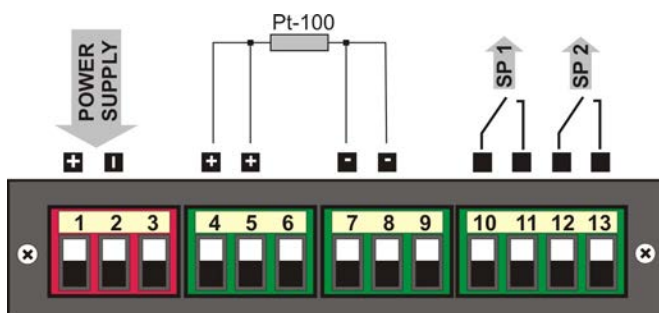 Pt-100
POWER
SUPPLY
SP 1
SP 2
+ − + + - -
1 2 3 4 5 6 7 8 9 10 11 12 13